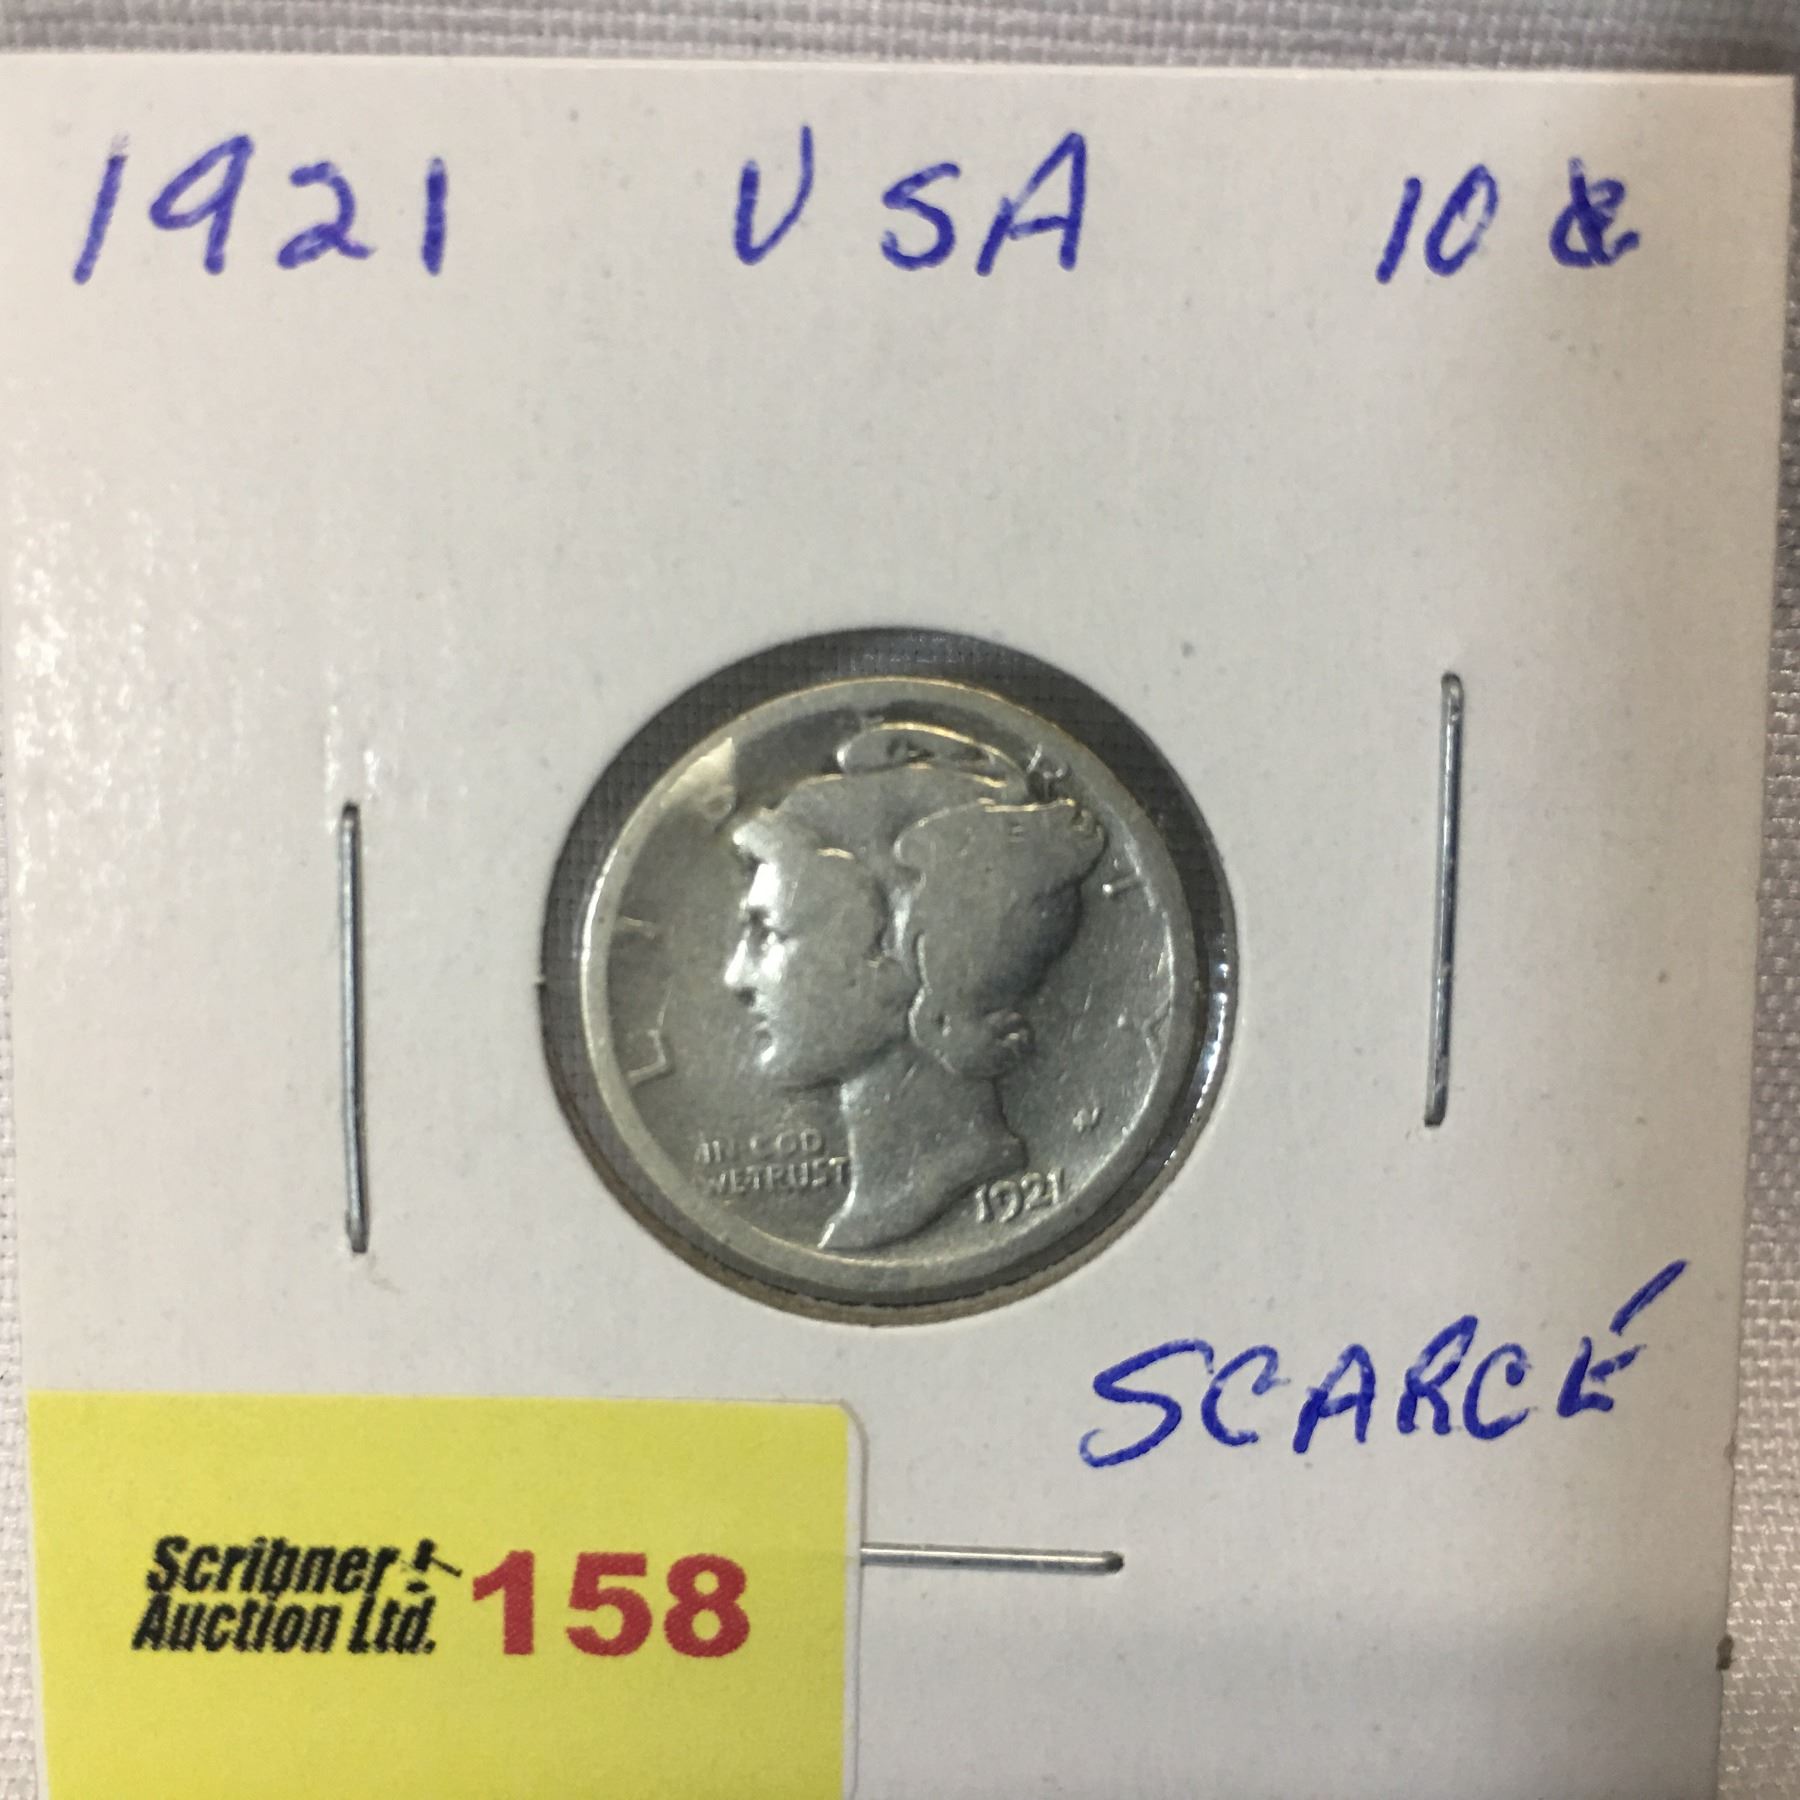 1921 USA 10¢
LIBERTY
IN GOD
WE TRUST
1921
SCARCE
Scribner
Auction Ltd.
158